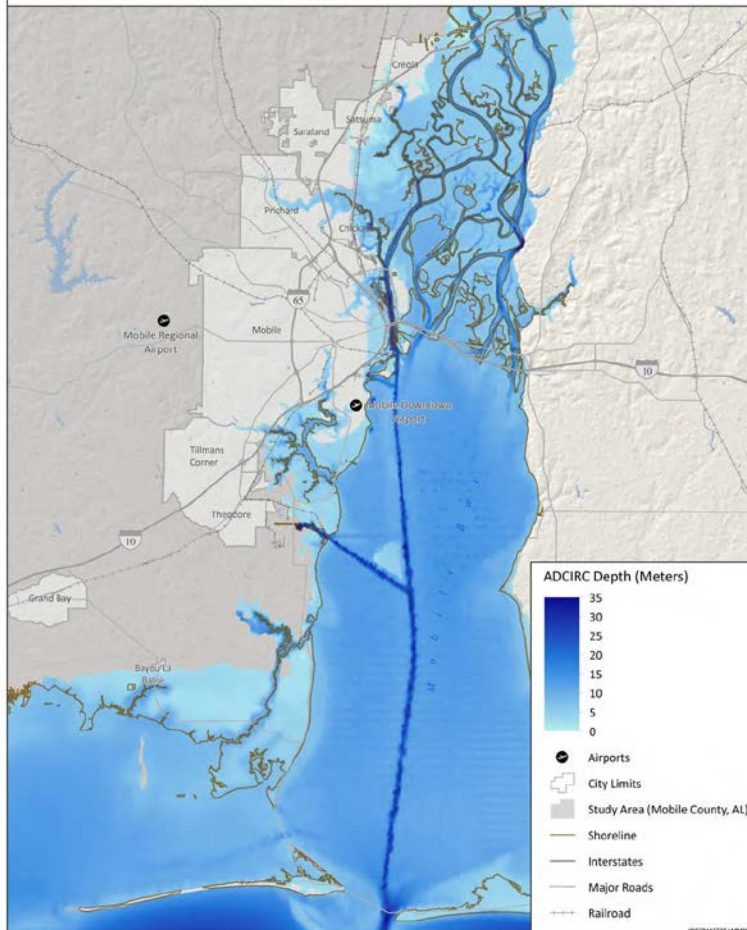 Creola
Satsuma
Saraland
Prichard
65
Mobile
Mobile Regional
Airport
10
Mobile Downtown
Airport
Tillmans
Corner
Theodore
10
Grand Bay
Mobile Bay
Bayou La
Batre
ADCIRC Depth (Meters)
35
30
25
20
15
10
5
0
Airports
City Limits
Study Area (Mobile County, AL)
Shoreline
Interstates
Major Roads
Railroad